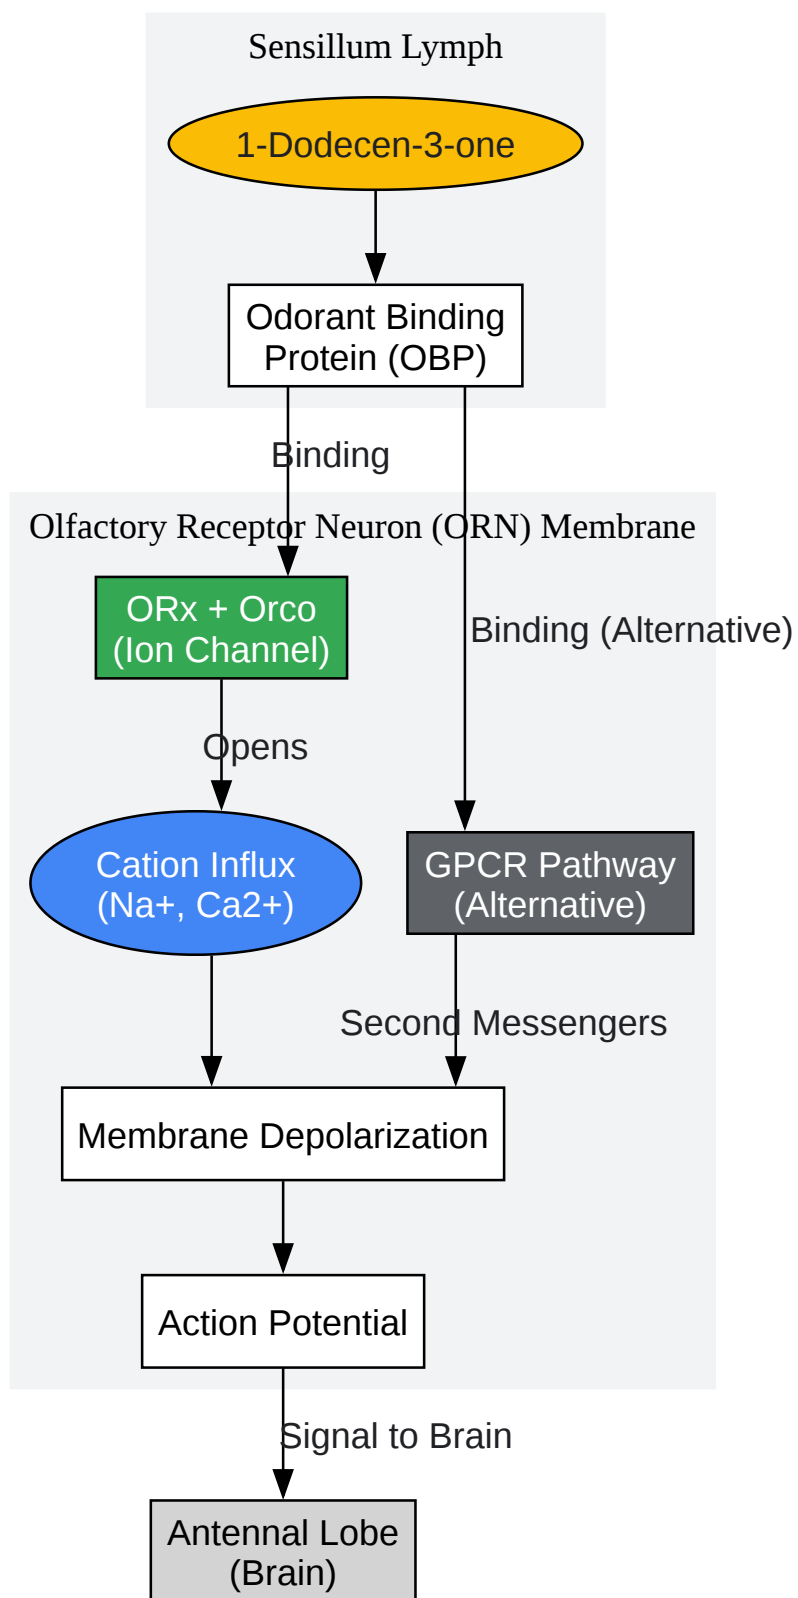 Sensillum Lymph
1-Dodecen-3-one
Odorant Binding
Protein (OBP)
Binding
Olfactory Receptor Neuron (ORN) Membrane
ORx + Orco
(Ion Channel)
Binding (Alternative)
Opens
Cation Influx
(Na+, Ca2+)
GPCR Pathway
(Alternative)
Second Messengers
Membrane Depolarization
Action Potential
Signal to Brain
Antennal Lobe
(Brain)